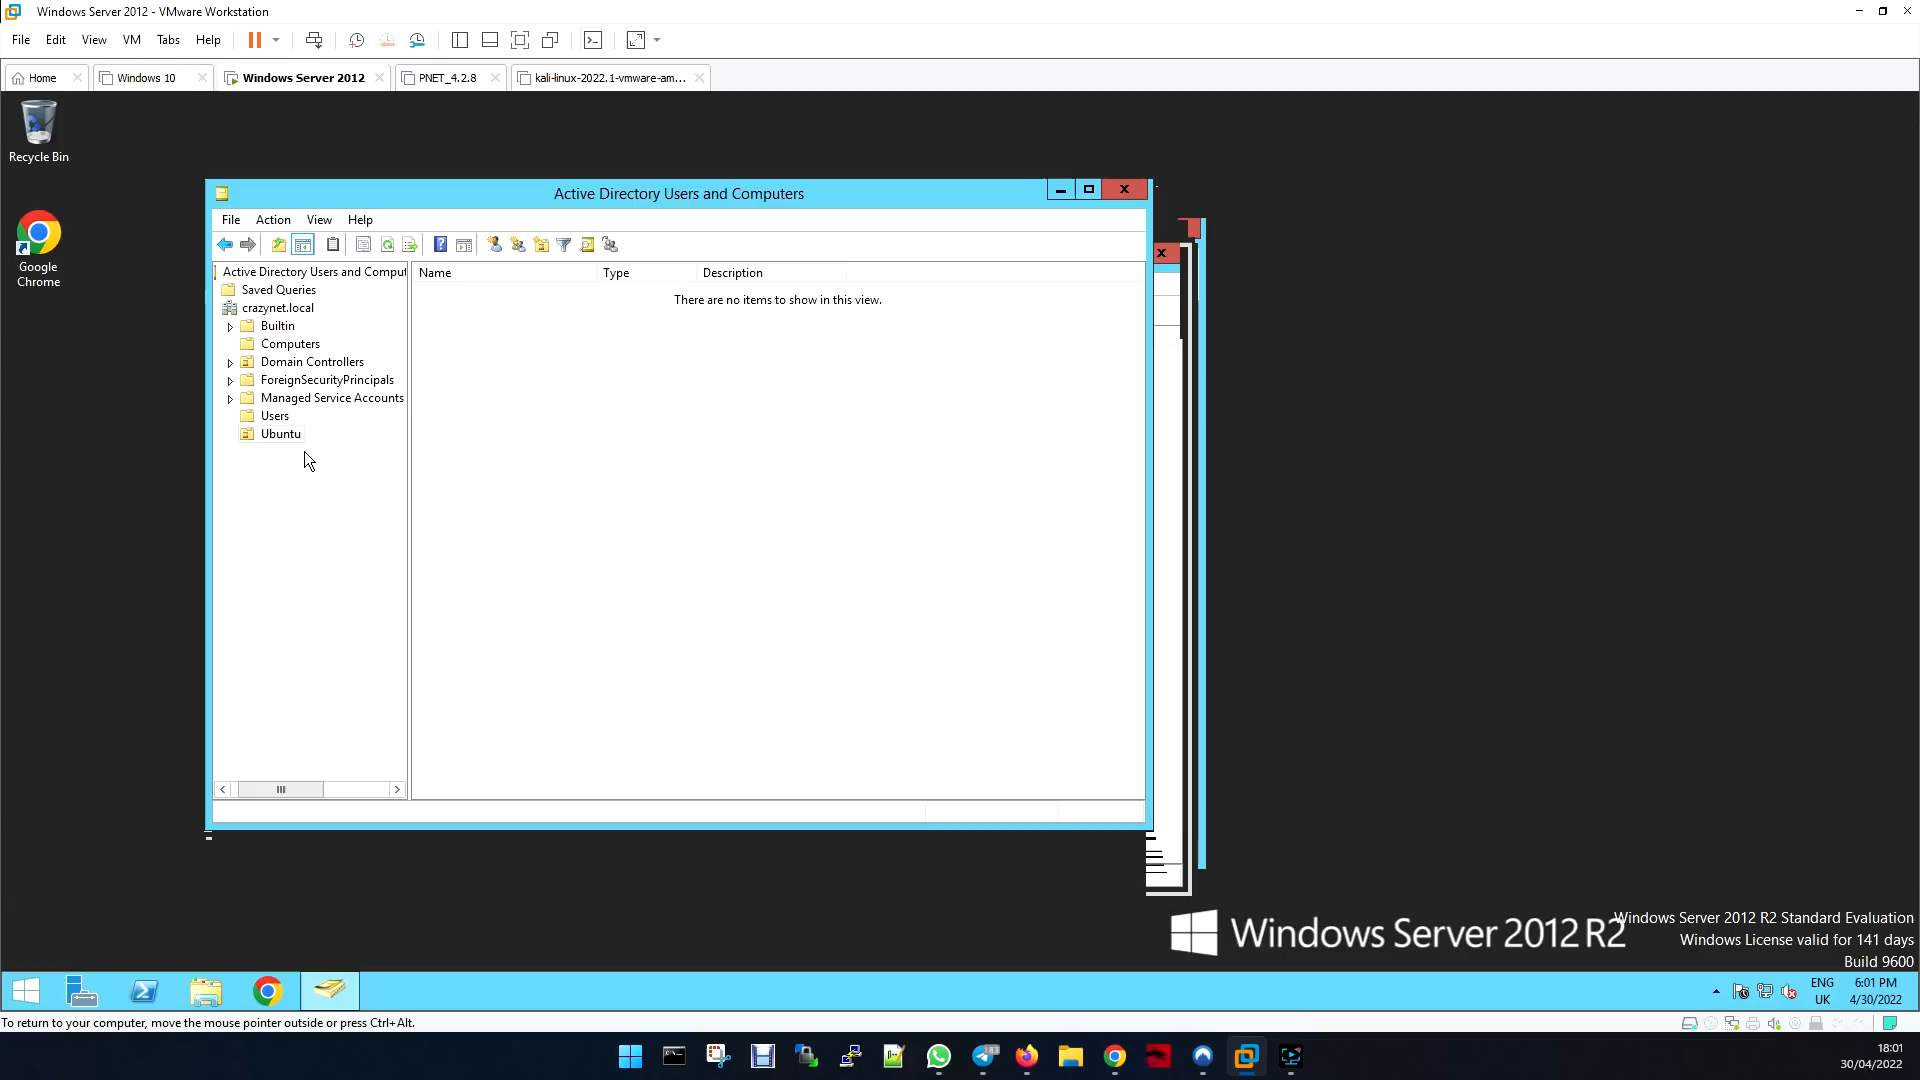 Windows Server 2012 - VMware Workstation
File Edit View VM Tabs Help
Home Windows 10 Windows Server 2012 PNET_4.2.8 kali-linux-2022.1-vmware-am...
Recycle Bin
Google
Chrome
Active Directory Users and Computers
File Action View Help
Active Directory Users and Comput
Saved Queries
crazynet.local
Builtin
Computers
Domain Controllers
ForeignSecurityPrincipals
Managed Service Accounts
Users
Ubuntu
Name Type Description
There are no items to show in this view.
Windows Server 2012 R2
Windows Server 2012 R2 Standard Evaluation
Windows License valid for 141 days
Build 9600
ENG
UK
6:01 PM
4/30/2022
To return to your computer, move the mouse pointer outside or press Ctrl+Alt.
18:01
30/04/2022